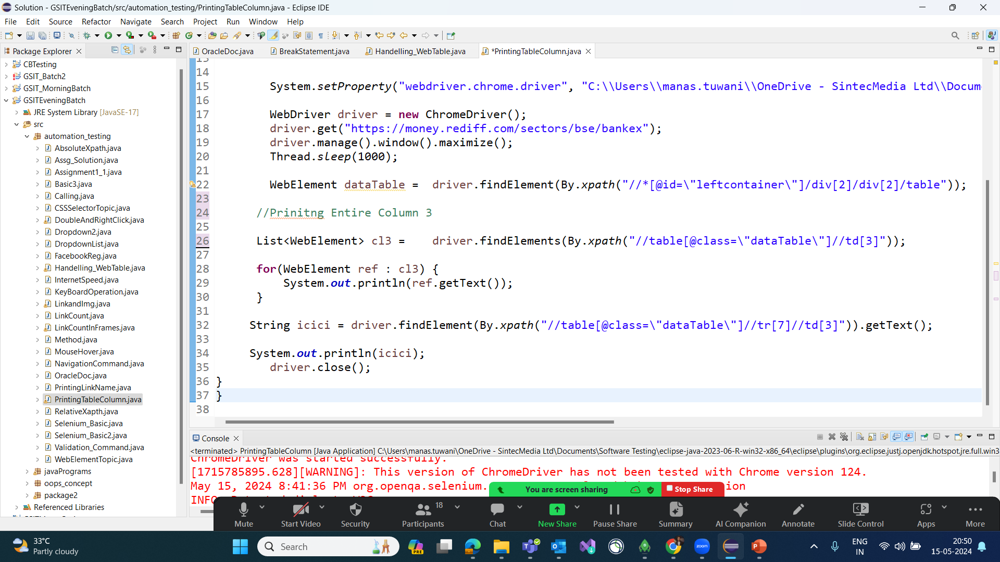 Solution - GSITEveningBatch/src/automation_testing/PrintingTableColumn.java - Eclipse IDE
File Edit Source Refactor Navigate Search Project Run Window Help
Package Explorer
OracleDoc.java BreakStatement.java Handelling_WebTable.java *PrintingTableColumn.java
CBTesting
GSIT_Batch2
GSIT_MorningBatch
GSITEveningBatch
JRE System Library [JavaSE-17]
src
automation_testing
AbsoluteXpath.java
Assg_Solution.java
Assignment1_1.java
Basic3.java
Calling.java
CSSSelectorTopic.java
DoubleAndRightClick.java
Dropdown2.java
DropdownList.java
FacebookReg.java
Handelling_WebTable.java
InternetSpeed.java
KeyBoardOperation.java
LinkandImg.java
LinkCount.java
LinkCountInFrames.java
Method.java
MouseHover.java
NavigationCommand.java
OracleDoc.java
PrintingLinkName.java
PrintingTableColumn.java
RelativeXapth.java
Selenium_Basic.java
Selenium_Basic2.java
Validation_Command.java
WebElementTopic.java
javaPrograms
oops_concept
package2
Referenced Libraries
14
15 System.setProperty("webdriver.chrome.driver", "C:\\Users\\manas.tuwani\\OneDrive - SintecMedia Ltd\\Docum
16
17 WebDriver driver = new ChromeDriver();
18 driver.get("https://money.rediff.com/sectors/bse/bankex");
19 driver.manage().window().maximize();
20 Thread.sleep(1000);
21
22 WebElement dataTable = driver.findElement(By.xpath("//*[@id=\"leftcontainer\"]/div[2]/div[2]/table"));
23
24 //Prinitng Entire Column 3
25
26 List<WebElement> cl3 = driver.findElements(By.xpath("//table[@class=\"dataTable\"]//td[3]"));
27
28 for(WebElement ref : cl3) {
29 System.out.println(ref.getText());
30 }
31
32 String icici = driver.findElement(By.xpath("//table[@class=\"dataTable\"]//tr[7]//td[3]")).getText();
33
34 System.out.println(icici);
35 driver.close();
36 }
37 }
38
Console
<terminated> PrintingTableColumn [Java Application] C:\Users\manas.tuwani\OneDrive - SintecMedia Ltd\Documents\Software Testing\eclipse-java-2023-06-R-win32-x86_64\eclipse\plugins\org.eclipse.justj.openjdk.hotspot.jre.full.win3
ChromeDriver was started successfully.
[1715785895.628][WARNING]: This version of ChromeDriver has not been tested with Chrome version 124.
May 15, 2024 8:41:36 PM org.openqa.selenium.
You are screen sharing Stop Share
Mute Start Video Security Participants 18 Chat New Share Pause Share Summary AI Companion Annotate Slide Control Apps More
33°C
Partly cloudy
Search
PRE
zoom
ENG
IN
20:50
15-05-2024